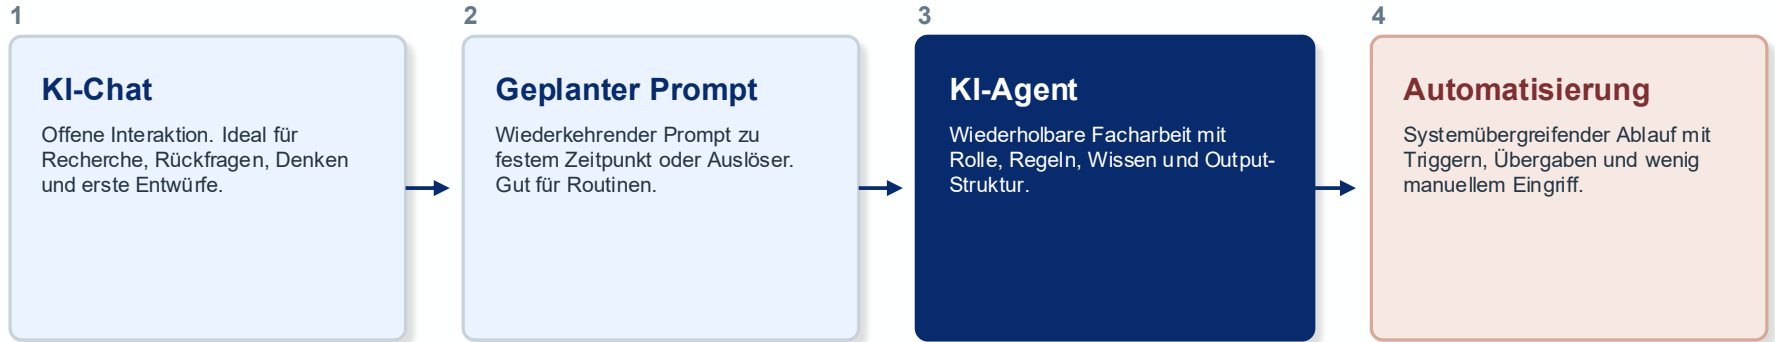 1
KI-Chat
Offene Interaktion. Ideal für
Recherche, Rückfragen, Denken
und erste Entwürfe.
2
Geplanter Prompt
Wiederkehrender Prompt zu
festem Zeitpunkt oder Auslöser.
Gut für Routinen.
3
KI-Agent
Wiederholbare Facharbeit mit
Rolle, Regeln, Wissen und Output-
Struktur.
4
Automatisierung
Systemübergreifender Ablauf mit
Triggern, Übergaben und wenig
manuellem Eingriff.